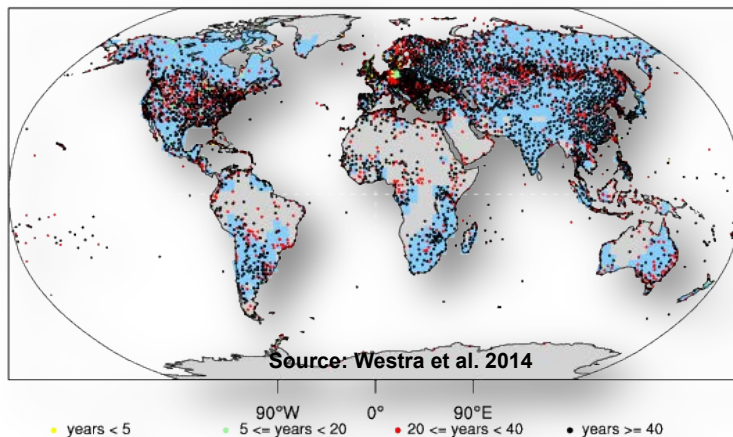 Source: Westra et al. 2014
90°W 0° 90°E
years < 5 5 <= years < 20 20 <= years < 40 years >= 40